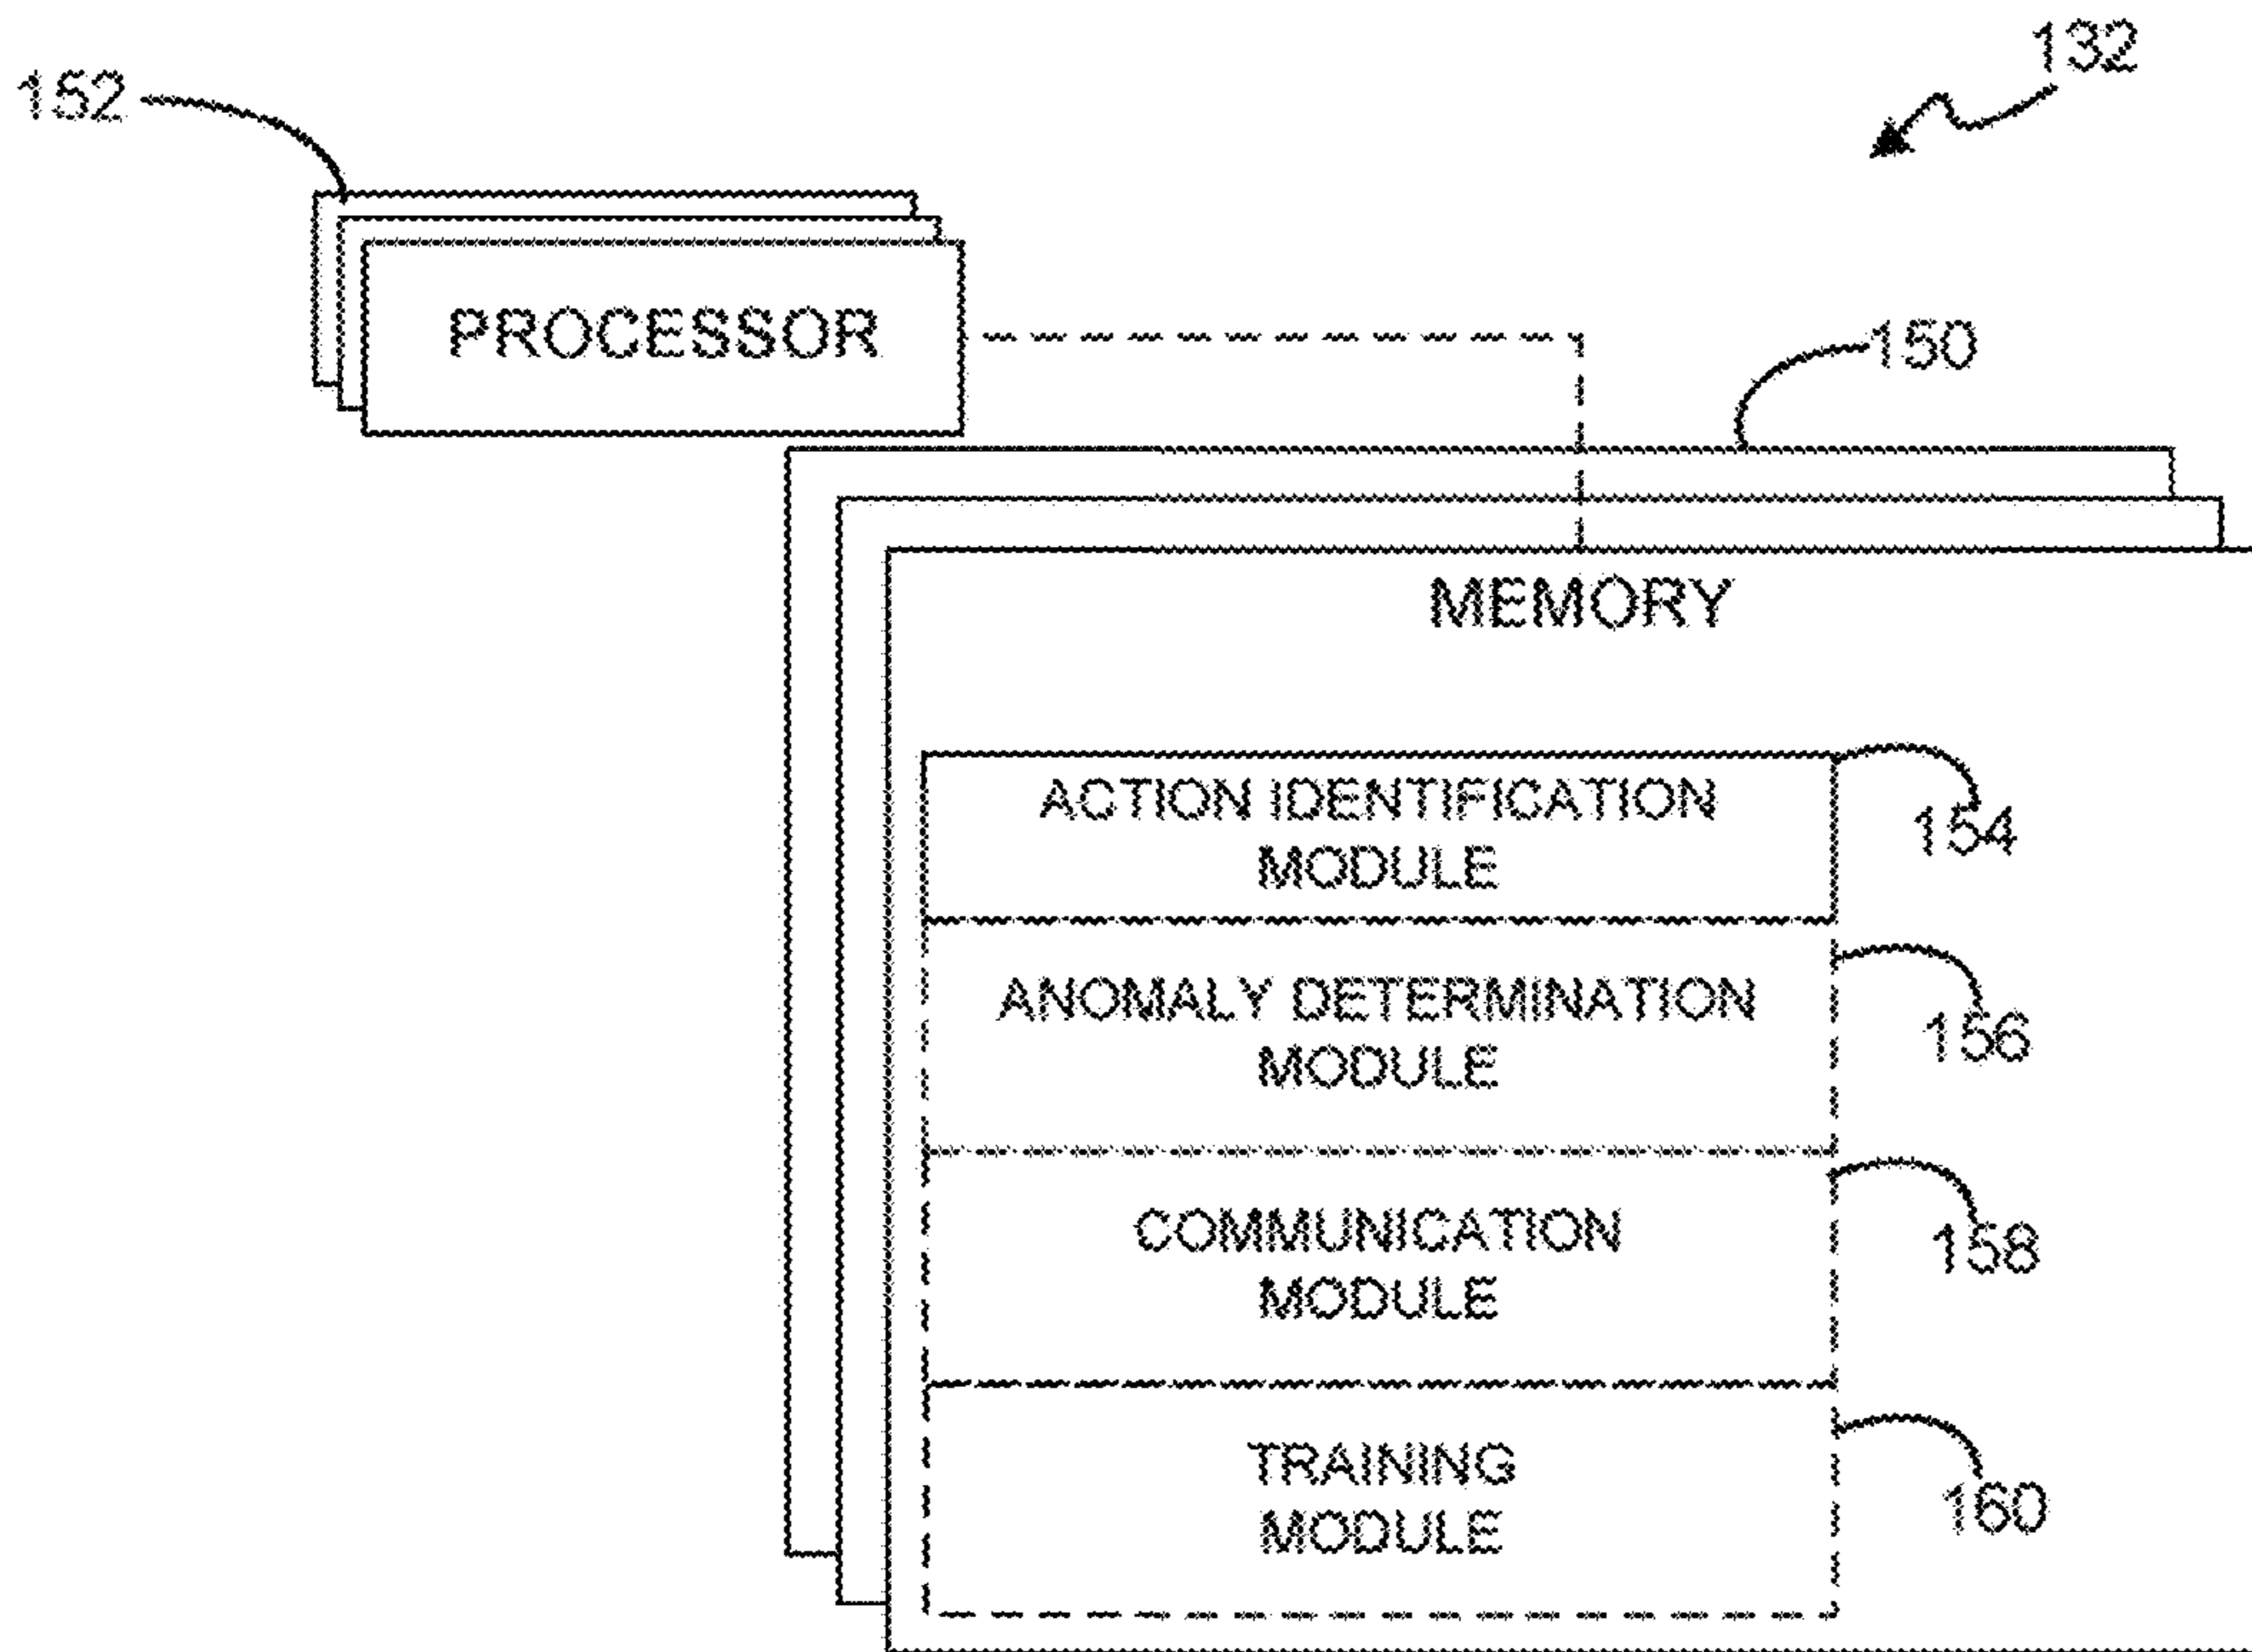 132
152
PROCESSOR
150
MEMORY
ACTION IDENTIFICATION
MODULE
154
ANOMALY DETERMINATION
MODULE
156
COMMUNICATION
MODULE
158
TRAINING
MODULE
160